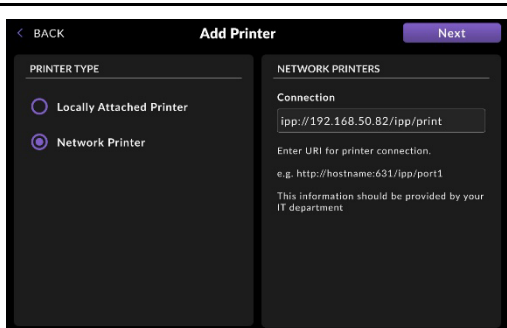 BACK
Add Printer
Next
PRINTER TYPE
Locally Attached Printer
Network Printer
NETWORK PRINTERS
Connection
ipp://192.168.50.82/ipp/print
Enter URI for printer connection.
e.g. http://hostname:631/ipp/port1
This information should be provided by your
IT department